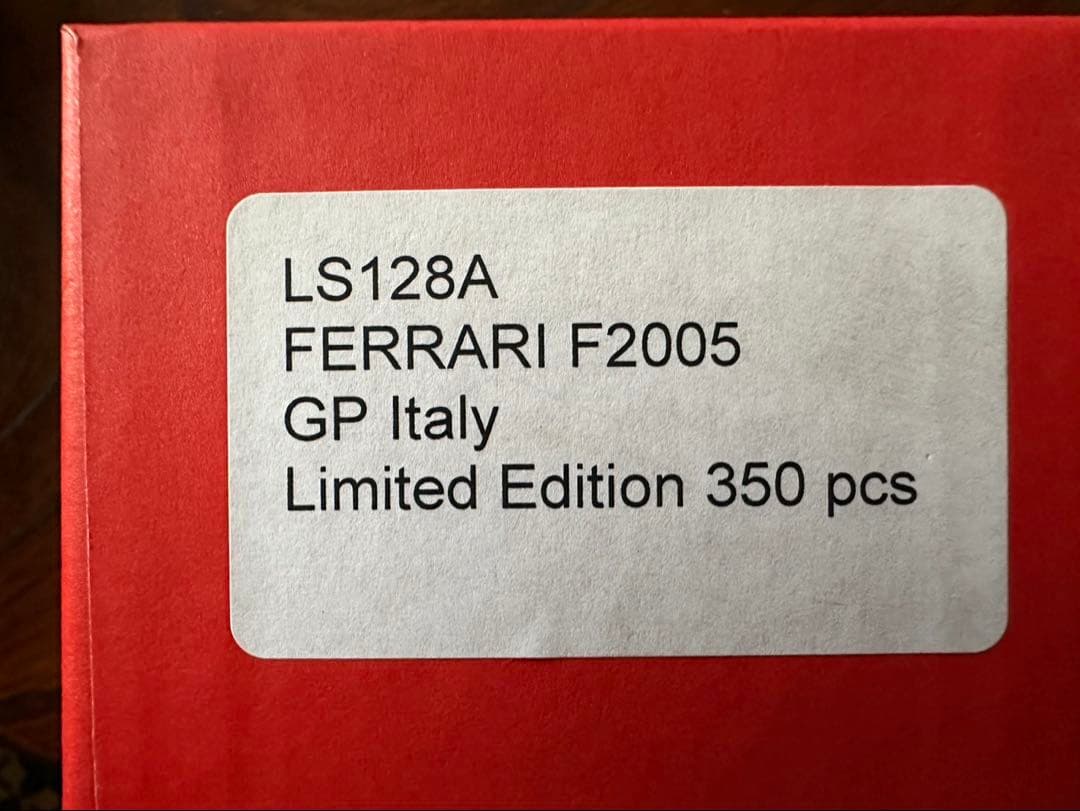 LS128A
FERRARI F2005
GP Italy
Limited Edition 350 pcs